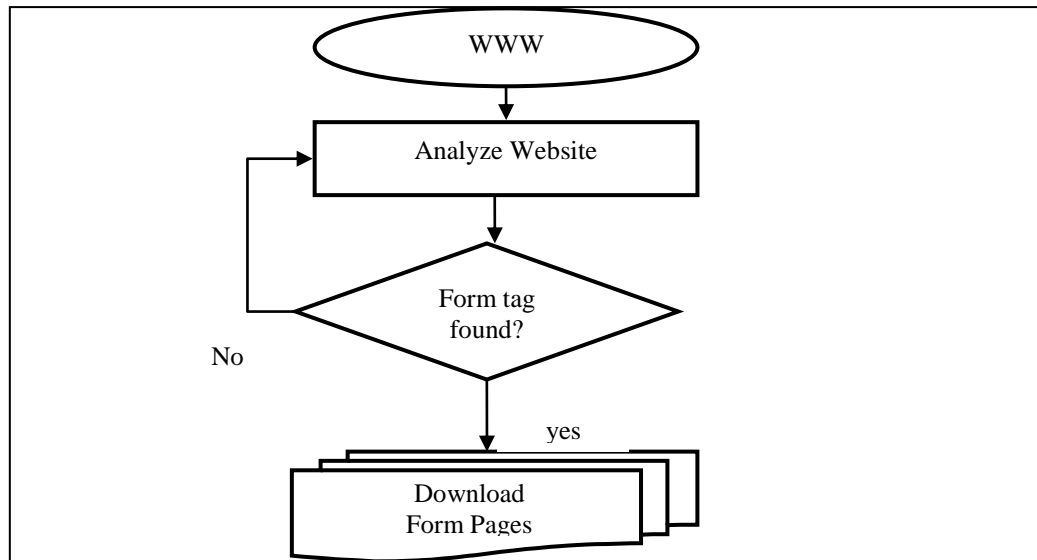 WWW
Analyze Website
Form tag
found?
No
yes
Download
Form Pages